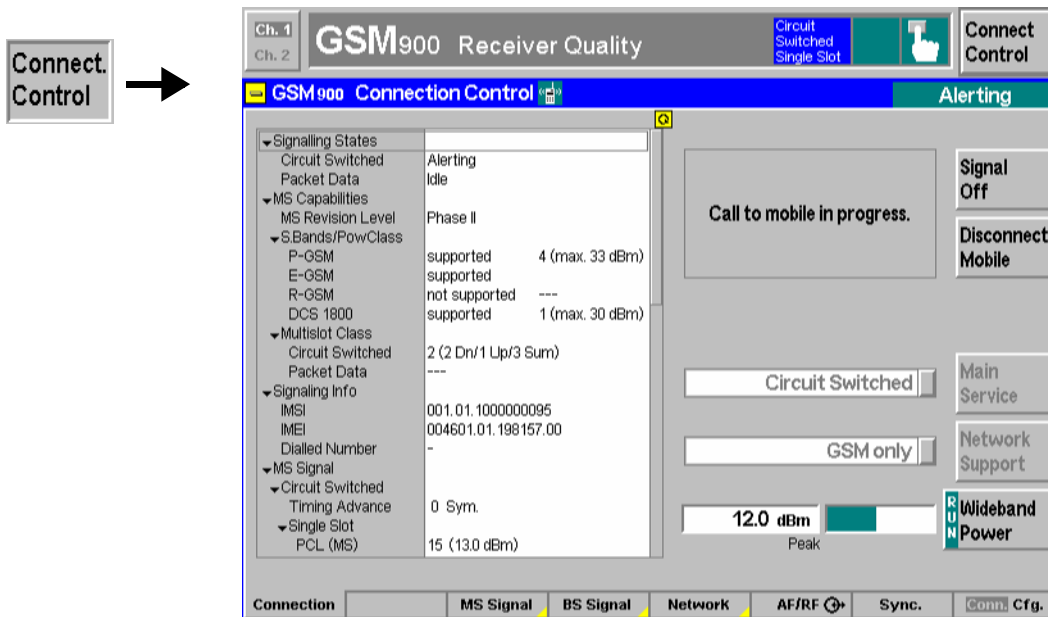 Connect.
Control
Ch. 1
Ch. 2
GSM900 Receiver Quality
Circuit
Switched
Single Slot
Connect
Control
GSM900 Connection Control
Alerting
Signalling States
Circuit Switched Alerting
Packet Data Idle
MS Capabilities
MS Revision Level Phase II
S.Bands/PowClass
P-GSM supported 4 (max. 33 dBm)
E-GSM supported
R-GSM not supported ---
DCS 1800 supported 1 (max. 30 dBm)
Multislot Class
Circuit Switched 2 (2 Dn/1 Up/3 Sum)
Packet Data ---
Signaling Info
IMSI 001.01.1000000095
IMEI 004601.01.198157.00
Dialled Number -
MS Signal
Circuit Switched
Timing Advance 0 Sym.
Single Slot
PCL (MS) 15 (13.0 dBm)
Call to mobile in progress.
Signal
Off
Disconnect
Mobile
Circuit Switched
Main
Service
GSM only
Network
Support
12.0 dBm
Peak
RUN
Wideband
Power
Connection
MS Signal
BS Signal
Network
AF/RF
Sync.
Conn. Cfg.